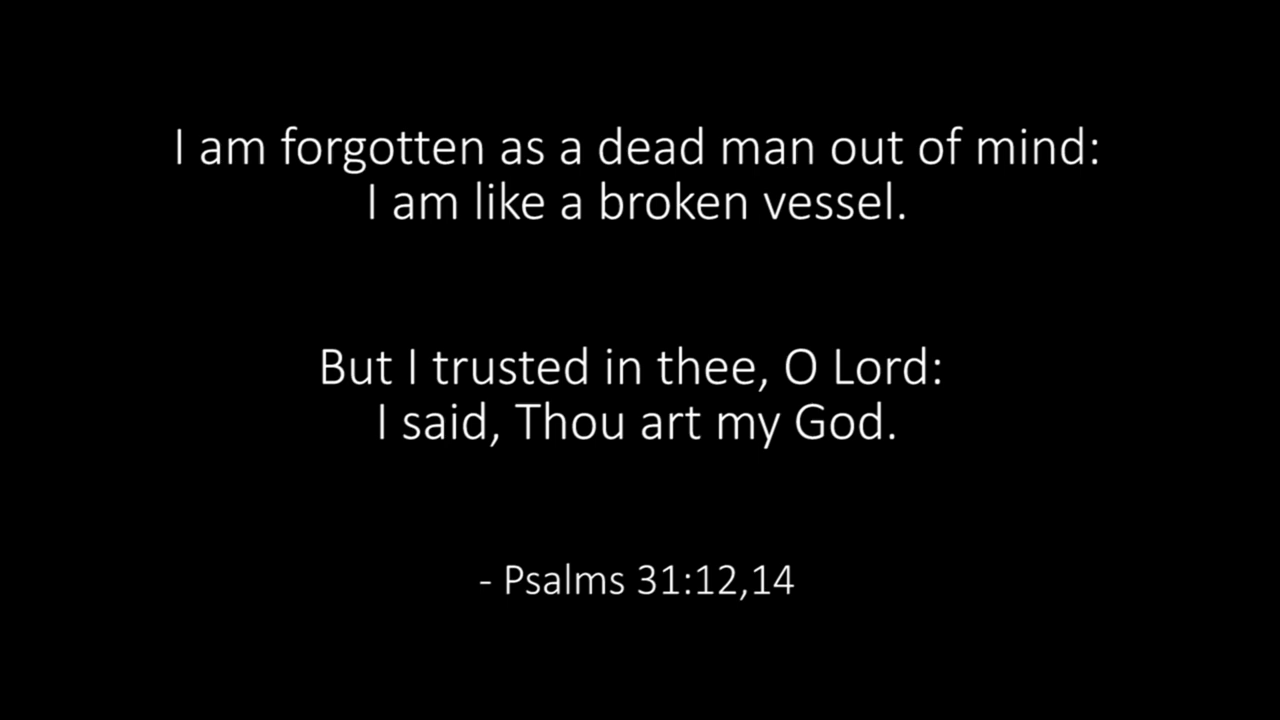 I am forgotten as a dead man out of mind:
I am like a broken vessel.
But I trusted in thee, O Lord:
I said, Thou art my God.
- Psalms 31:12,14